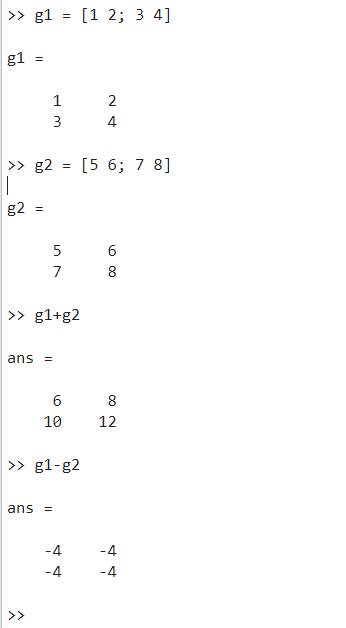 >> g1 = [1 2; 3 4]
g1 =
1 2
3 4
>> g2 = [5 6; 7 8]
g2 =
5 6
7 8
>> g1+g2
ans =
6 8
10 12
>> g1-g2
ans =
-4 -4
-4 -4
>>